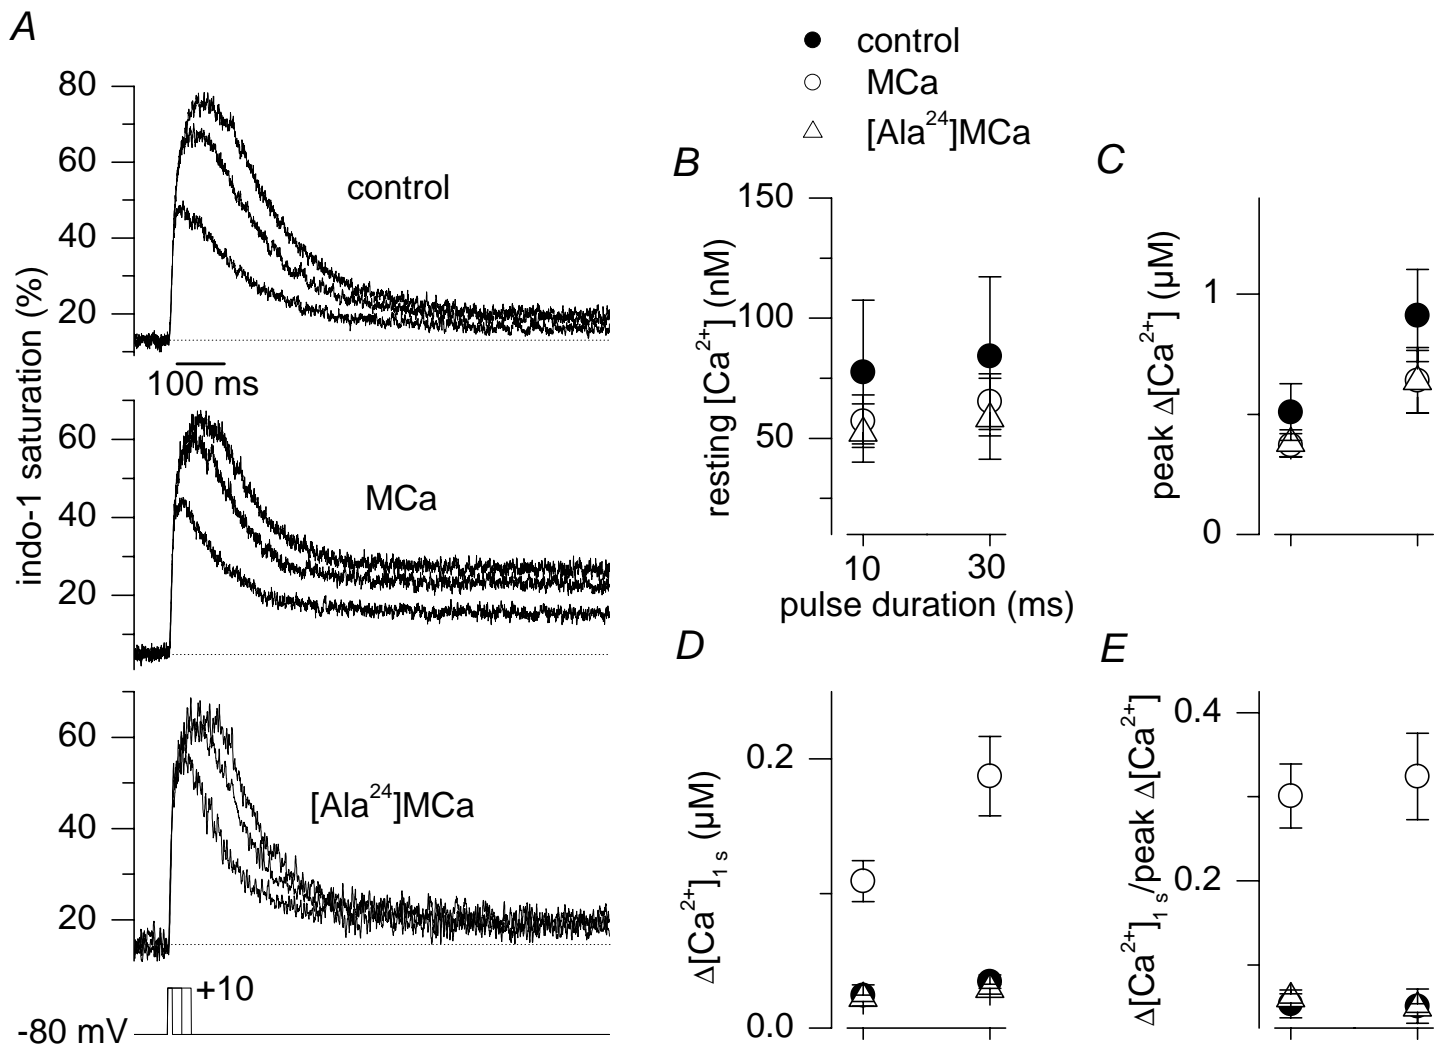 A
80
60
40
20
control
100 ms
indo-1 saturation (%)
60
40
20
MCa
60
40
20
[Ala24]MCa
+10
-80 mV
control
MCa
[Ala24]MCa
B
150
100
50
resting [Ca2+] (nM)
10
30
pulse duration (ms)
C
1
0
peak Δ[Ca2+] (µM)
D
0.2
0.0
Δ[Ca2+]1 s (µM)
E
0.4
0.2
Δ[Ca2+]1 s/peak Δ[Ca2+]